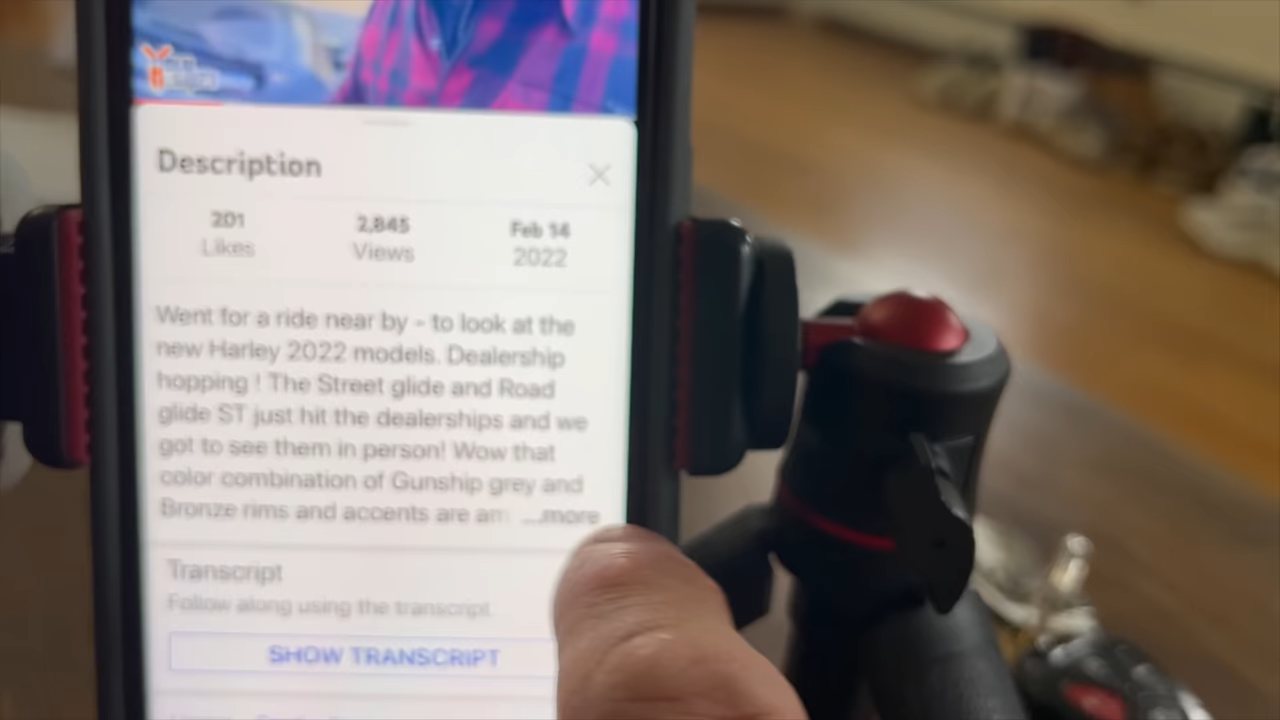 Description
201
Likes
2,845
Views
Feb 14
2022
Went for a ride near by - to look at the
new Harley 2022 models. Dealership
hopping ! The Street glide and Road
glide ST just hit the dealerships and we
got to see them in person! Wow that
color combination of Gunship grey and
Bronze rims and accents are am ...more
Transcript
Follow along using the transcript.
SHOW TRANSCRIPT